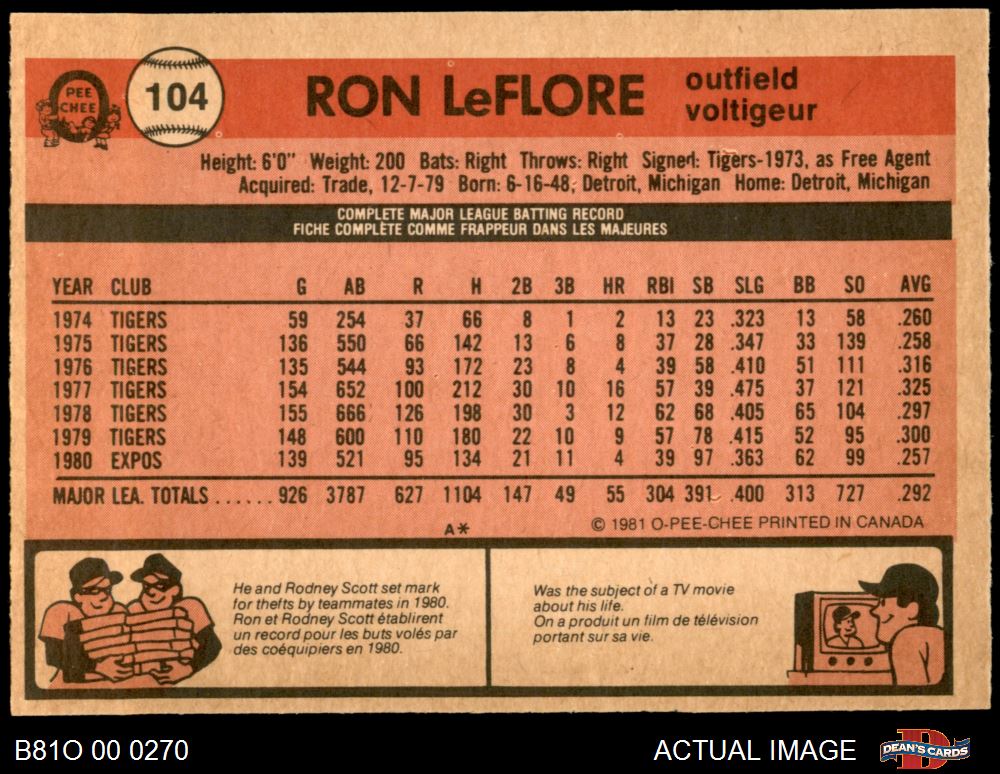 PEE
CHEE
104
RON LeFLORE
outfield
voltigeur
Height: 6'0" Weight: 200 Bats: Right Throws: Right Signed: Tigers-1973, as Free Agent
Acquired: Trade, 12-7-79 Born: 6-16-48, Detroit, Michigan Home: Detroit, Michigan
COMPLETE MAJOR LEAGUE BATTING RECORD
FICHE COMPLÈTE COMME FRAPPEUR DANS LES MAJEURES
YEAR CLUB G AB R H 2B 3B HR RBI SB SLG BB SO AVG
1974 TIGERS 59 254 37 66 8 1 2 13 23 .323 13 58 .260
1975 TIGERS 136 550 66 142 13 6 8 37 28 .347 33 139 .258
1976 TIGERS 135 544 93 172 23 8 4 39 58 .410 51 111 .316
1977 TIGERS 154 652 100 212 30 10 16 57 39 .475 37 121 .325
1978 TIGERS 155 666 126 198 30 3 12 62 68 .405 65 104 .297
1979 TIGERS 148 600 110 180 22 10 9 57 78 .415 52 95 .300
1980 EXPOS 139 521 95 134 21 11 4 39 97 .363 62 99 .257
MAJOR LEA. TOTALS ...... 926 3787 627 1104 147 49 55 304 391 .400 313 727 .292
A* © 1981 O-PEE-CHEE PRINTED IN CANADA
He and Rodney Scott set mark
for thefts by teammates in 1980.
Ron et Rodney Scott établirent
un record pour les buts volés par
des coéquipiers en 1980.
Was the subject of a TV movie
about his life.
On a produit un film de télévision
portant sur sa vie.
B81O 00 0270
ACTUAL IMAGE
DEAN'S CARDS